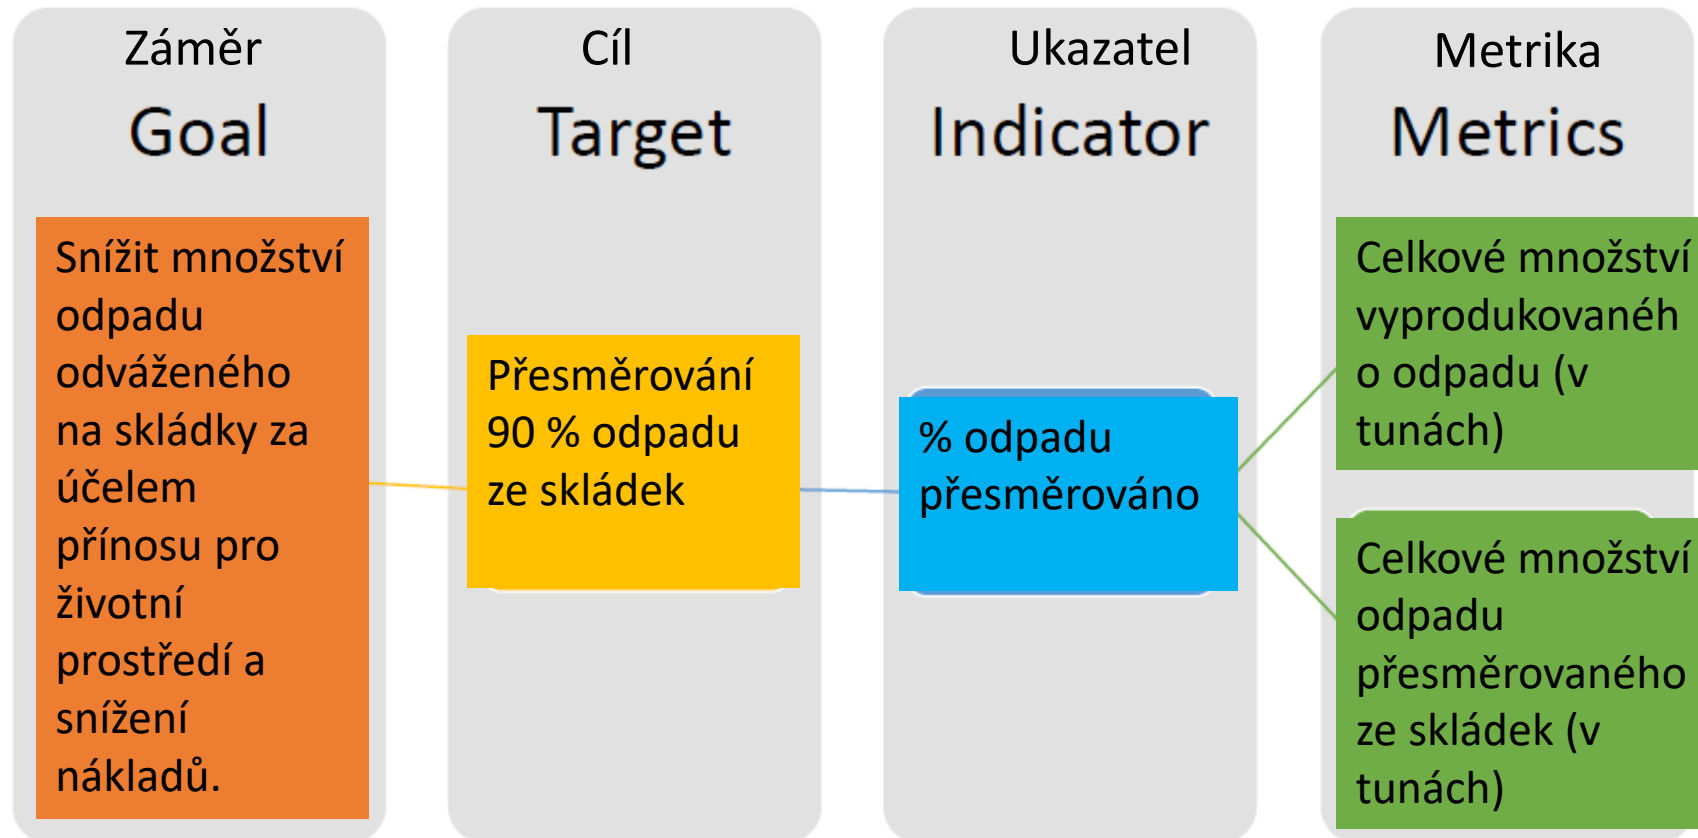 Záměr
Goal
Snížit množství
odpadu
odváženého
na skládky za
účelem
přínosu pro
životní
prostředí a
snížení
nákladů.
Cíl
Target
Přesměrování
90 % odpadu
ze skládek
Ukazatel
Indicator
% odpadu
přesměrováno
Metrika
Metrics
Celkové množství
vyprodukovanéh
o odpadu (v
tunách)
Celkové množství
odpadu
přesměrovaného
ze skládek (v
tunách)